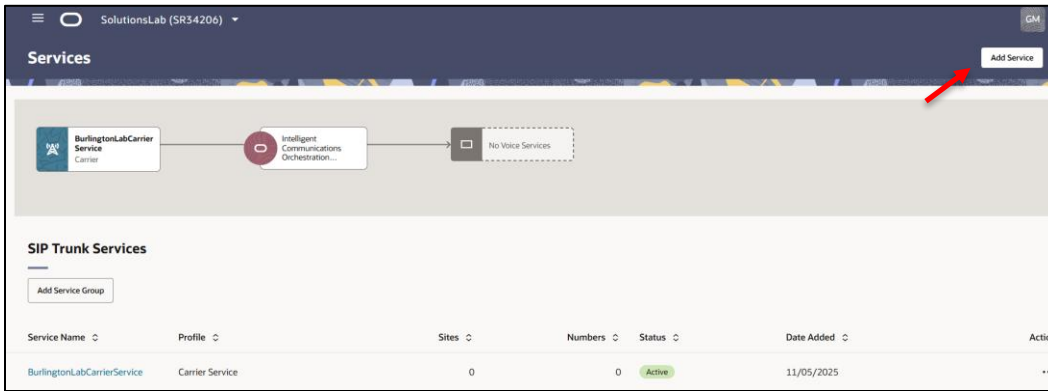 SolutionsLab (SR34206)
GM
Services
Add Service
BurlingtonLabCarrier
Service
Carrier
Intelligent
Communications
Orchestration...
No Voice Services
SIP Trunk Services
Add Service Group
Service Name Profile Sites Numbers Status Date Added Actio
BurlingtonLabCarrierService Carrier Service 0 0 Active 11/05/2025